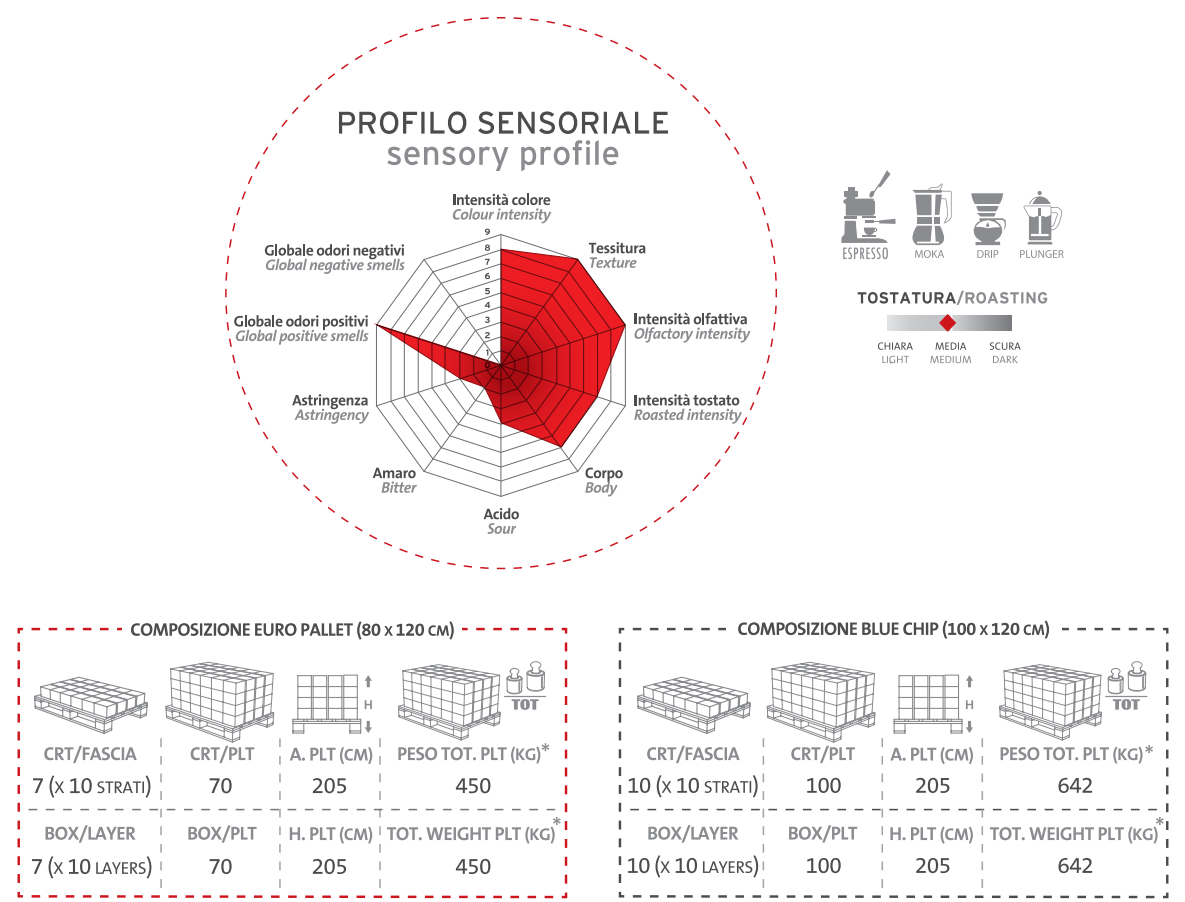 PROFILO SENSORIALE
sensory profile
Intensità colore
Colour intensity
Globale odori negativi
Global negative smells
Tessitura
Texture
Globale odori positivi
Global positive smells
Intensità olfattiva
Olfactory intensity
9
8
7
6
5
4
3
2
1
0
Astringenza
Astringency
Intensità tostato
Roasted intensity
Amaro
Bitter
Corpo
Body
Acido
Sour
ESPRESSO MOKA DRIP PLUNGER
TOSTATURA/ROASTING
CHIARA MEDIA SCURA
LIGHT MEDIUM DARK
COMPOSIZIONE EURO PALLET (80 X 120 CM)
H
TOT
CRT/FASCIA CRT/PLT A. PLT (CM) PESO TOT. PLT (KG)*
7 (X 10 STRATI) 70 205 450
BOX/LAYER BOX/PLT H. PLT (CM) TOT. WEIGHT PLT (KG)*
7 (X 10 LAYERS) 70 205 450
COMPOSIZIONE BLUE CHIP (100 X 120 CM)
H
TOT
CRT/FASCIA CRT/PLT A. PLT (CM) PESO TOT. PLT (KG)*
10 (X 10 STRATI) 100 205 642
BOX/LAYER BOX/PLT H. PLT (CM) TOT. WEIGHT PLT (KG)*
10 (X 10 LAYERS) 100 205 642